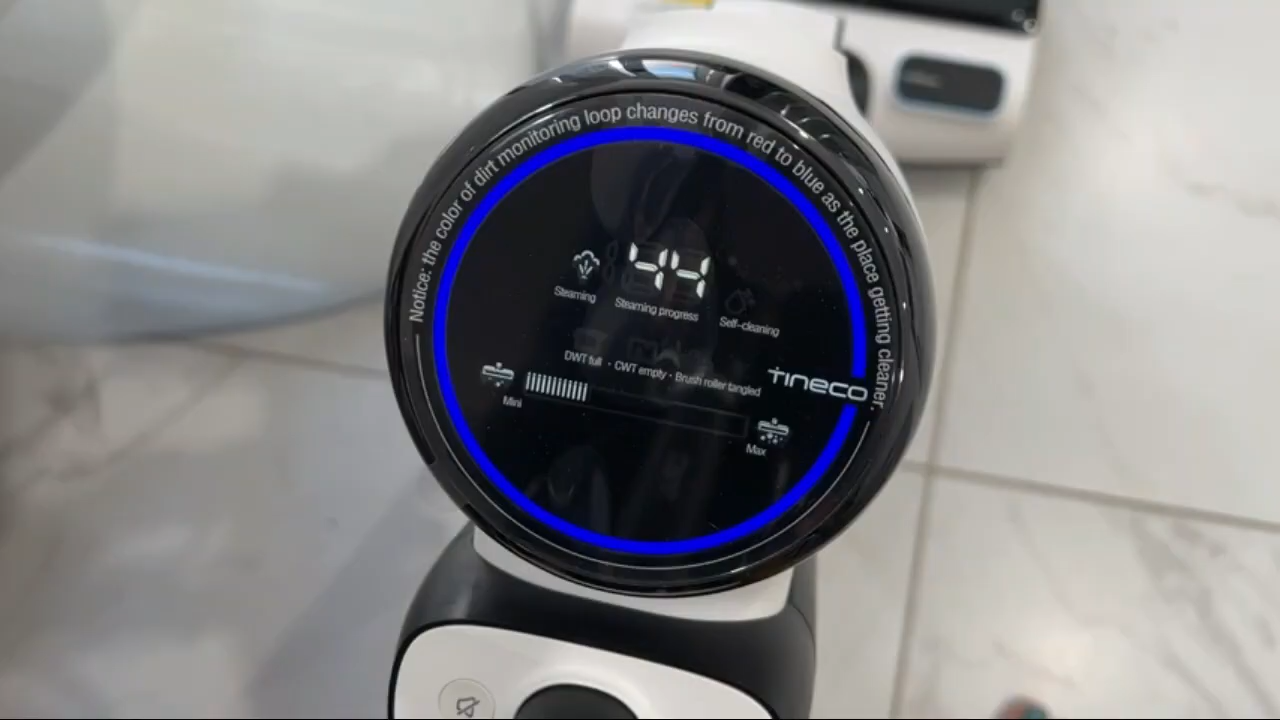 Notice: the color of dirt monitoring loop changes from red to blue as the place getting cleaner.
44
Steaming
Steaming progress
Self-cleaning
DWT full · CWT empty · Brush roller tangled
TINECO
Mini
Max